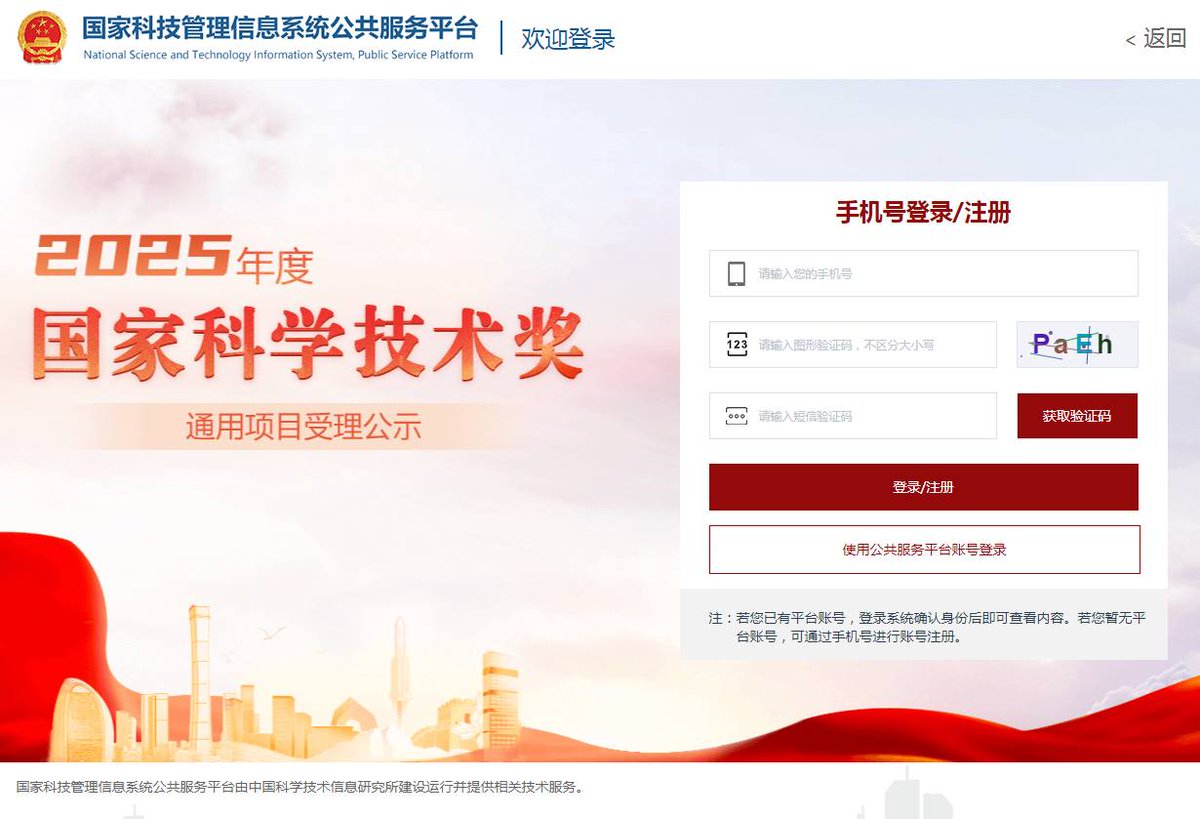 国家科技管理信息系统公共服务平台
National Science and Technology Information System, Public Service Platform
欢迎登录
< 返回
2025年度
国家科学技术奖
通用项目受理公示
手机号登录/注册
请输入您的手机号
123
请输入图形验证码，不区分大小写
PaEh
请输入短信验证码
获取验证码
登录/注册
使用公共服务平台账号登录
注：若您已有平台账号，登录系统确认身份后即可查看内容。若您暂无平
台账号，可通过手机号进行账号注册。
国家科技管理信息系统公共服务平台由中国科学技术信息研究所建设运行并提供相关技术服务。